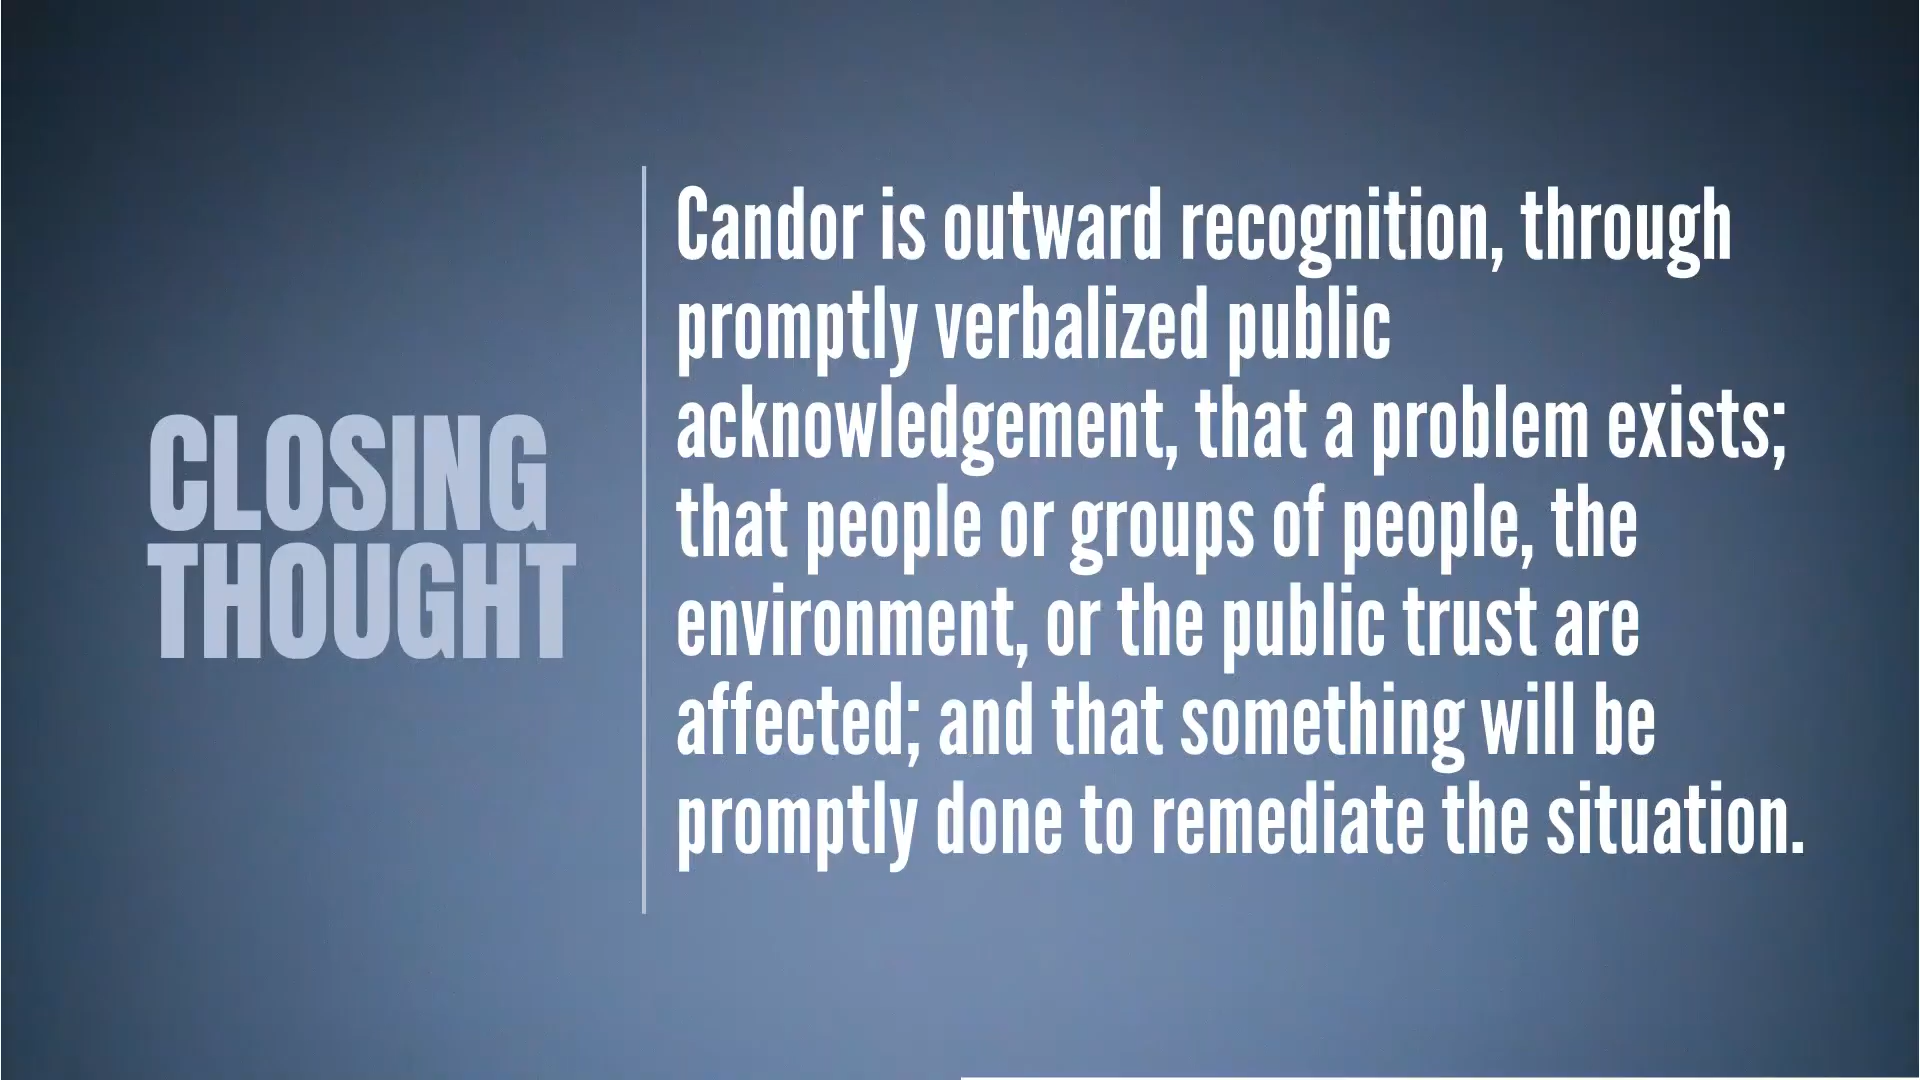 CLOSING
THOUGHT
Candor is outward recognition, through
promptly verbalized public
acknowledgement, that a problem exists;
that people or groups of people, the
environment, or the public trust are
affected; and that something will be
promptly done to remediate the situation.